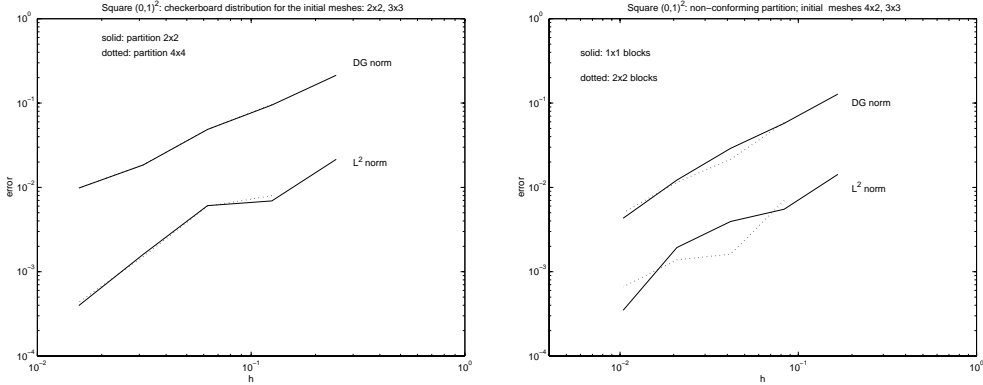 Square (0,1)²: checkerboard distribution for the initial meshes: 2x2, 3x3
solid: partition 2x2
dotted: partition 4x4
DG norm
L² norm
error
10⁰
10⁻¹
10⁻²
10⁻³
10⁻⁴
10⁻²
10⁻¹
10⁰
h
Square (0,1)²: non−conforming partition; initial meshes 4x2, 3x3
solid: 1x1 blocks
dotted: 2x2 blocks
DG norm
L² norm
error
10⁰
10⁻¹
10⁻²
10⁻³
10⁻⁴
10⁻²
10⁻¹
10⁰
h